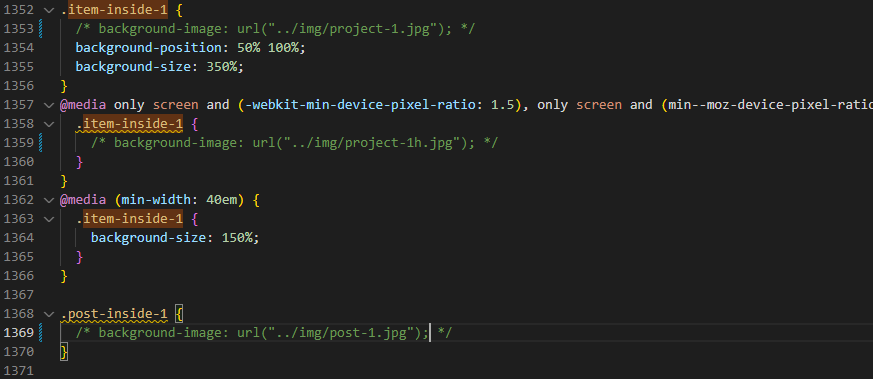 1352 .item-inside-1 {
1353 /* background-image: url("../img/project-1.jpg"); */
1354 background-position: 50% 100%;
1355 background-size: 350%;
1356 }
1357 @media only screen and (-webkit-min-device-pixel-ratio: 1.5), only screen and (min--moz-device-pixel-ratio
1358 .item-inside-1 {
1359 /* background-image: url("../img/project-1h.jpg"); */
1360 }
1361 }
1362 @media (min-width: 40em) {
1363 .item-inside-1 {
1364 background-size: 150%;
1365 }
1366 }
1367
1368 .post-inside-1 {
1369 /* background-image: url("../img/post-1.jpg"); */
1370 }
1371